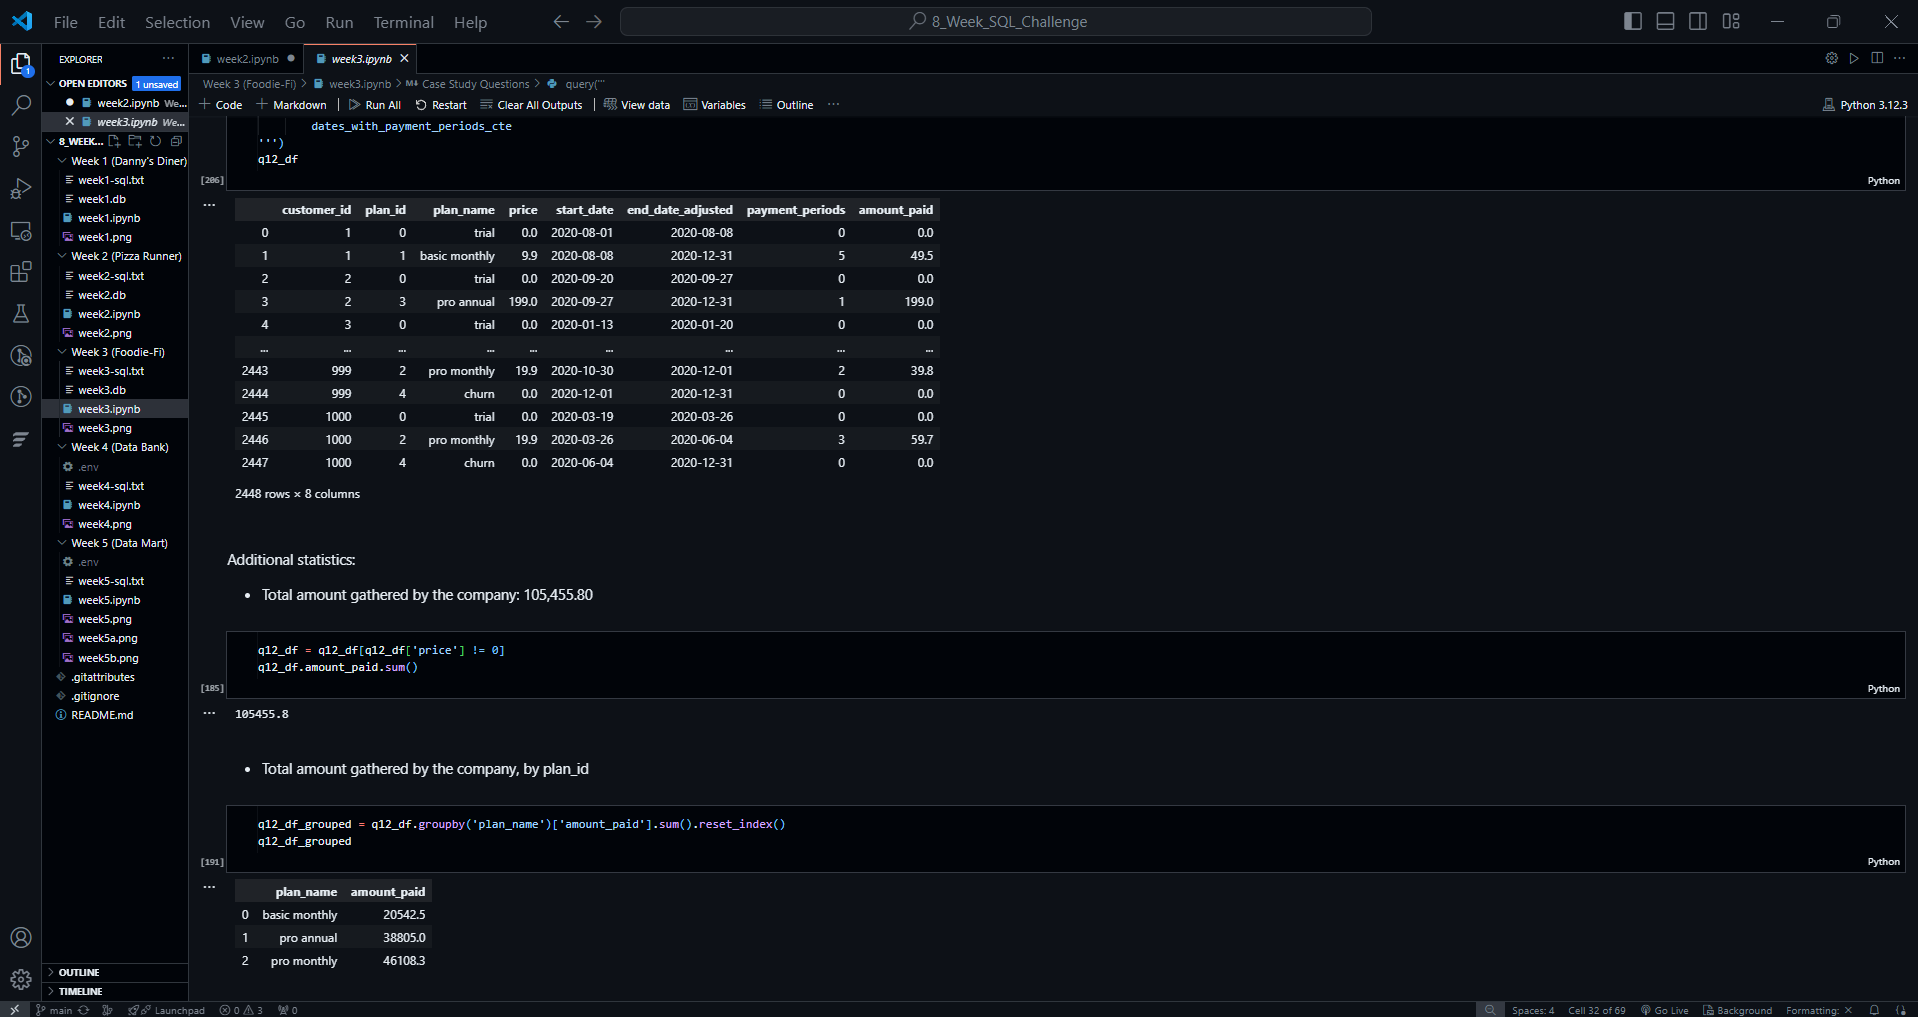 File Edit Selection View Go Run Terminal Help
8_Week_SQL_Challenge
EXPLORER
OPEN EDITORS 1 unsaved
week2.ipynb We...
week3.ipynb We...
8_WEEK...
Week 1 (Danny's Diner)
week1-sql.txt
week1.db
week1.ipynb
week1.png
Week 2 (Pizza Runner)
week2-sql.txt
week2.db
week2.ipynb
week2.png
Week 3 (Foodie-Fi)
week3-sql.txt
week3.db
week3.ipynb
week3.png
Week 4 (Data Bank)
.env
week4-sql.txt
week4.ipynb
week4.png
Week 5 (Data Mart)
.env
week5-sql.txt
week5.ipynb
week5.png
week5a.png
week5b.png
.gitattributes
.gitignore
README.md
OUTLINE
TIMELINE
week2.ipynb week3.ipynb
Week 3 (Foodie-Fi) > week3.ipynb > M↓ Case Study Questions > query('''
+ Code + Markdown Run All Restart Clear All Outputs View data Variables Outline ... Python 3.12.3
dates_with_payment_periods_cte
''')
q12_df
[206] Python
customer_id plan_id plan_name price start_date end_date_adjusted payment_periods amount_paid
0 1 0 trial 0.0 2020-08-01 2020-08-08 0 0.0
1 1 1 basic monthly 9.9 2020-08-08 2020-12-31 5 49.5
2 2 0 trial 0.0 2020-09-20 2020-09-27 0 0.0
3 2 3 pro annual 199.0 2020-09-27 2020-12-31 1 199.0
4 3 0 trial 0.0 2020-01-13 2020-01-20 0 0.0
... ... ... ... ... ... ... ... ...
2443 999 2 pro monthly 19.9 2020-10-30 2020-12-01 2 39.8
2444 999 4 churn 0.0 2020-12-01 2020-12-31 0 0.0
2445 1000 0 trial 0.0 2020-03-19 2020-03-26 0 0.0
2446 1000 2 pro monthly 19.9 2020-03-26 2020-06-04 3 59.7
2447 1000 4 churn 0.0 2020-06-04 2020-12-31 0 0.0
2448 rows × 8 columns
Additional statistics:
• Total amount gathered by the company: 105,455.80
q12_df = q12_df[q12_df['price'] != 0]
q12_df.amount_paid.sum()
[185] Python
105455.8
• Total amount gathered by the company, by plan_id
q12_df_grouped = q12_df.groupby('plan_name')['amount_paid'].sum().reset_index()
q12_df_grouped
[191] Python
plan_name amount_paid
0 basic monthly 20542.5
1 pro annual 38805.0
2 pro monthly 46108.3
main Launchpad 0 3 0 Spaces: 4 Cell 32 of 69 Go Live Background Formatting: ×